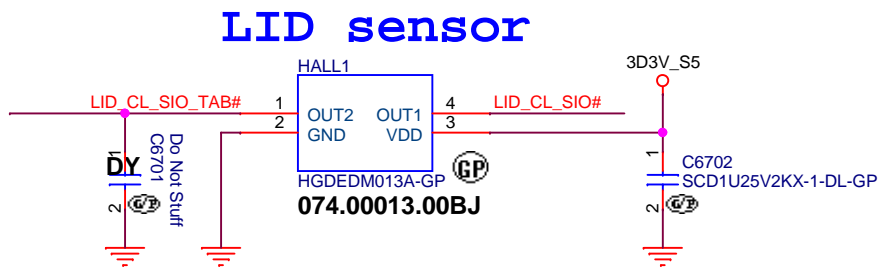 LID sensor
HALL1
3D3V_S5
LID_CL_SIO_TAB#
1
OUT2
OUT1
4
LID_CL_SIO#
2
GND
VDD
3
1
DY
C6701
Do Not Stuff
2
G/P
HGDEDM013A-GP
GP
074.00013.00BJ
1
C6702
SCD1U25V2KX-1-DL-GP
2
G/P